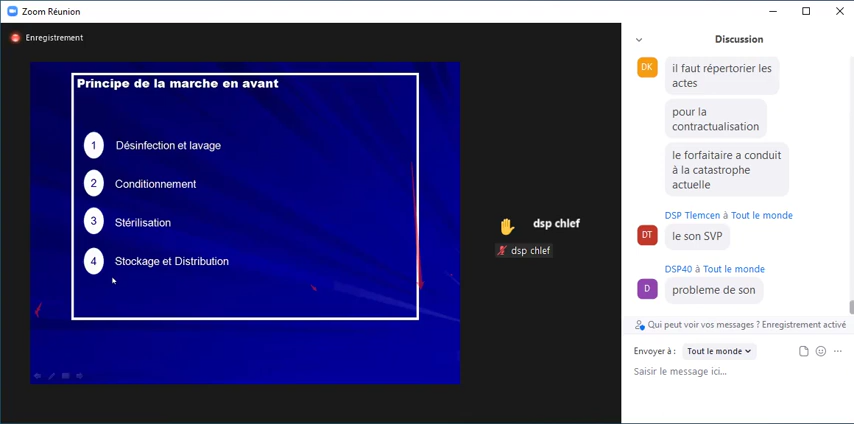 Zoom Réunion
Enregistrement
Principe de la marche en avant
1 Désinfection et lavage
2 Conditionnement
3 Stérilisation
4 Stockage et Distribution
dsp chlef
dsp chlef
Discussion
DK
il faut répertorier les
actes
pour la
contractualisation
le forfaitaire a conduit
à la catastrophe
actuelle
DSP Tlemcen à Tout le monde
DT
le son SVP
DSP40 à Tout le monde
D
probleme de son
Qui peut voir vos messages ? Enregistrement activé
Envoyer à : Tout le monde
Saisir le message ici...